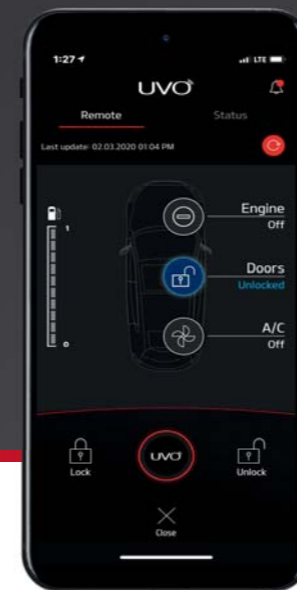 1:27
LTE
UVO
Remote
Status
Last update: 02.03.2020 01:04 PM
1
Engine
Off
Doors
Unlocked
A/C
Off
0
Lock
UVO
Unlock
Close